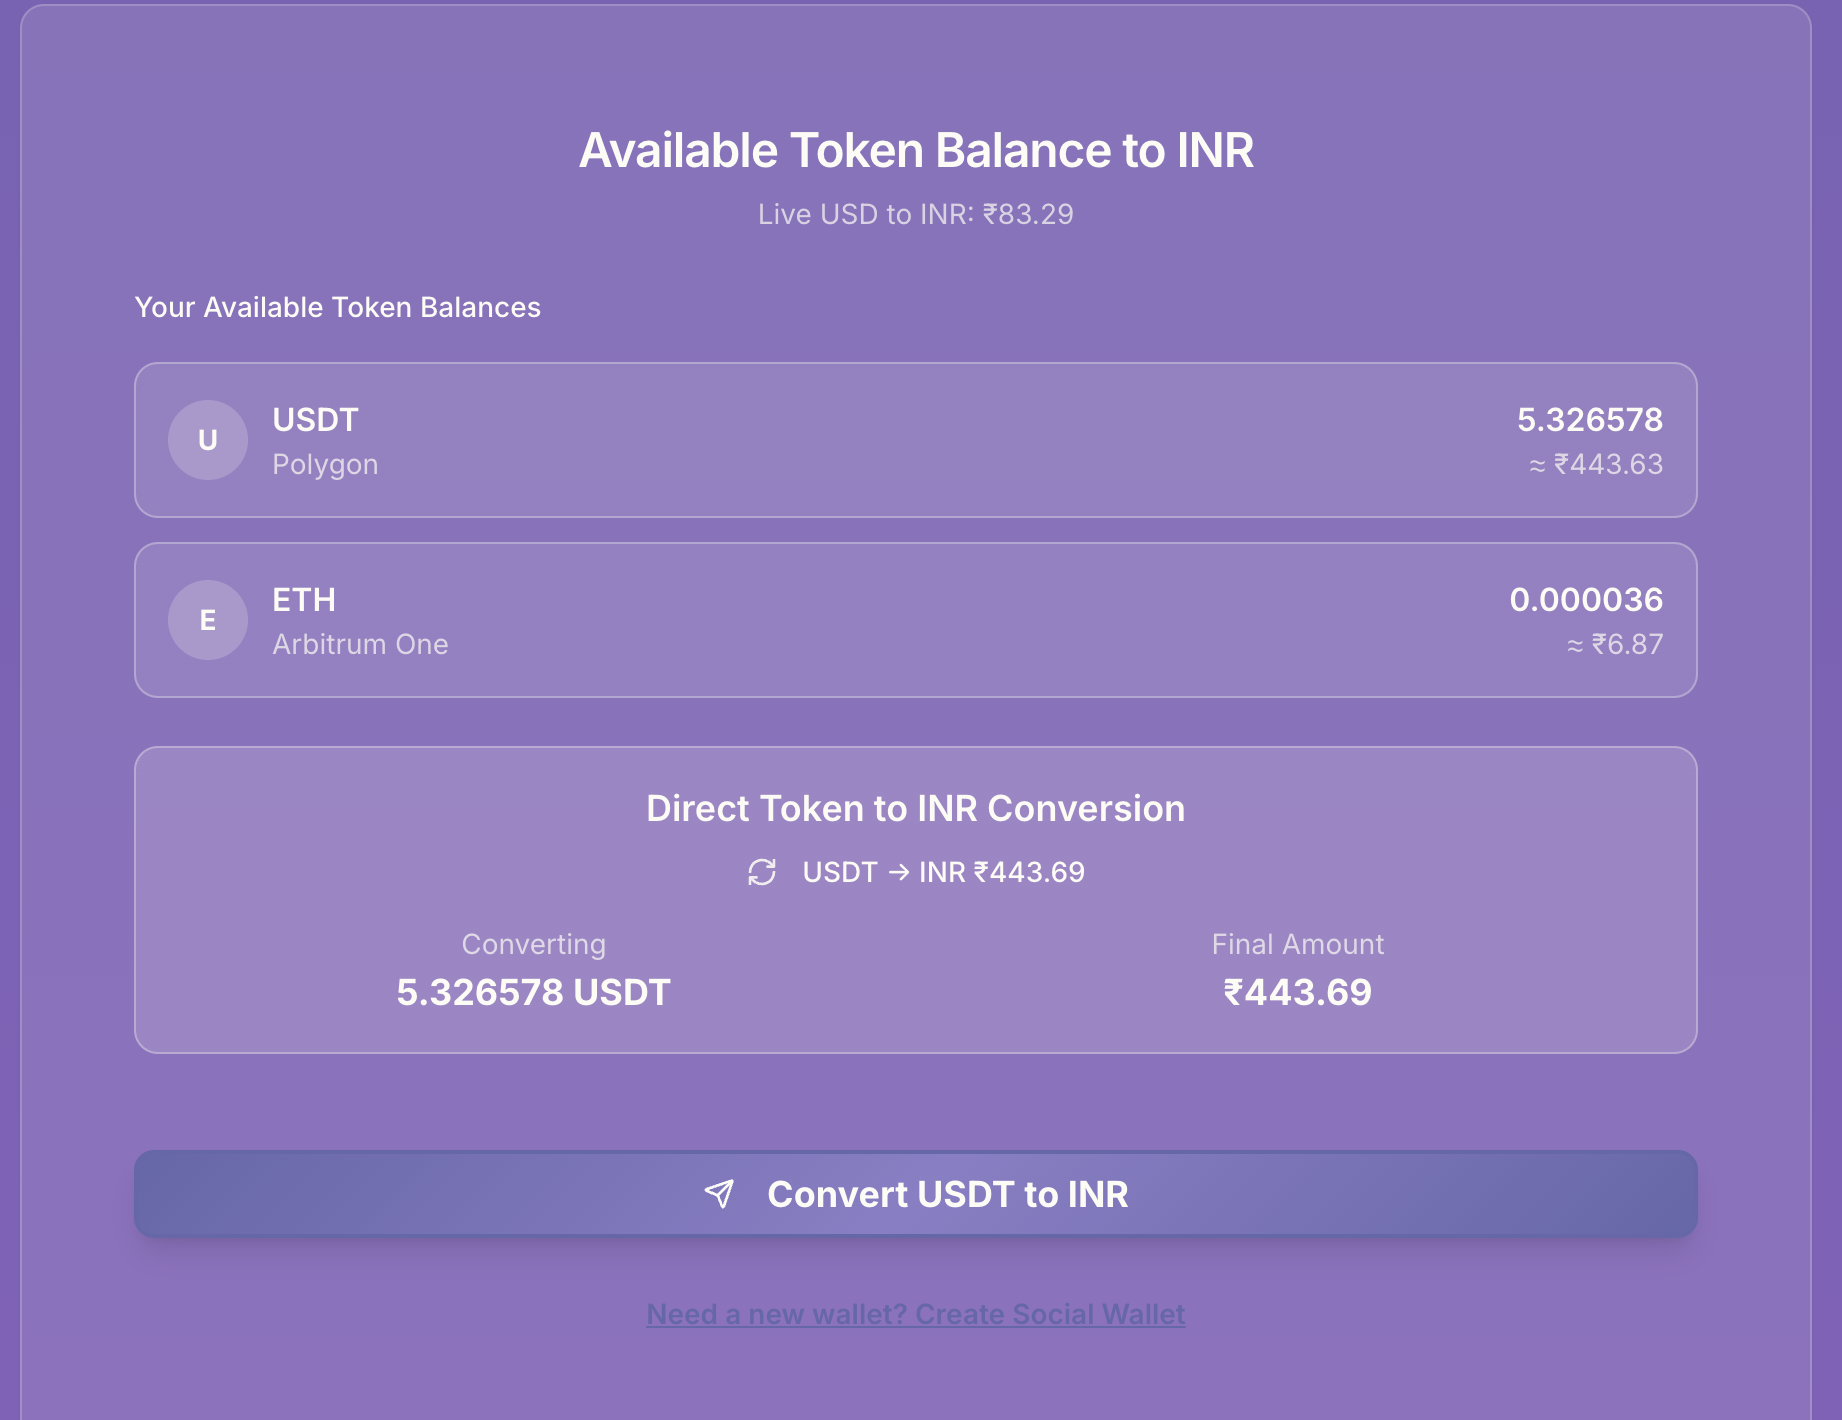 Available Token Balance to INR
Live USD to INR: ₹83.29
Your Available Token Balances
U
USDT
5.326578
Polygon
≈ ₹443.63
E
ETH
0.000036
Arbitrum One
≈ ₹6.87
Direct Token to INR Conversion
USDT → INR ₹443.69
Converting
Final Amount
5.326578 USDT
₹443.69
Convert USDT to INR
Need a new wallet? Create Social Wallet